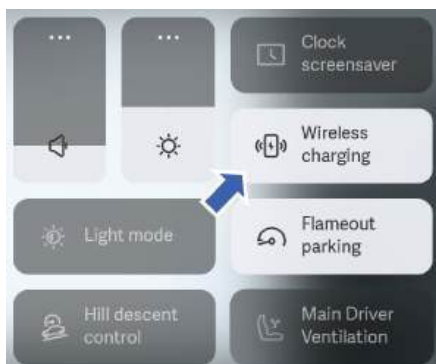 Clock
screensaver
Wireless
charging
Light mode
Flameout
parking
Hill descent
control
Main Driver
Ventilation